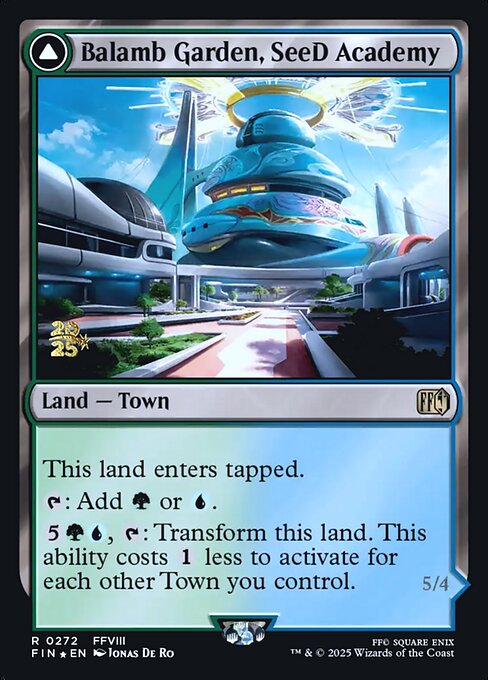 Balamb Garden, SeeD Academy
2025
Land — Town
FF
This land enters tapped.
: Add or .
5 , : Transform this land. This
ability costs 1 less to activate for
each other Town you control.
5/4
R 0272 FFVIII
FIN★EN Jonas De Ro
FF© SQUARE ENIX
™ & © 2025 Wizards of the Coast